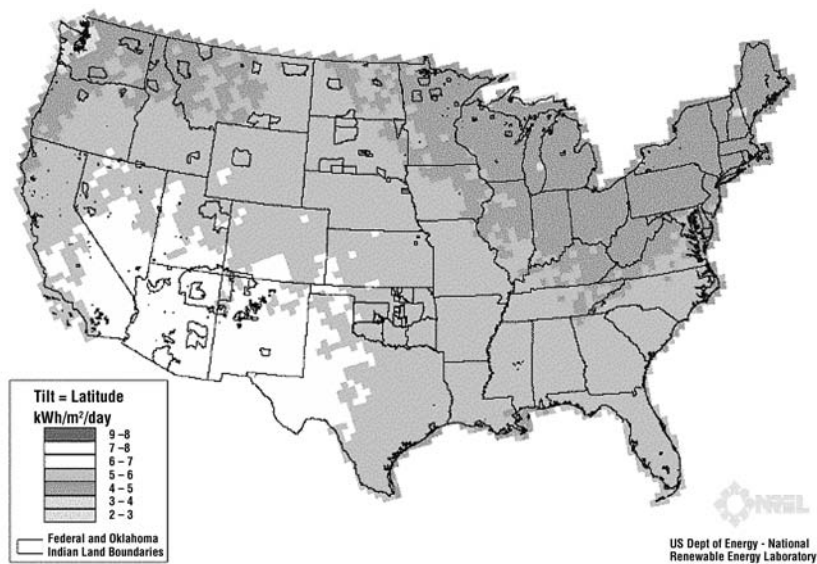 Tilt = Latitude
kWh/m²/day
9 –8
7 –8
6 – 7
5 – 6
4 – 5
3 – 4
2 – 3
Federal and Oklahoma
Indian Land Boundaries
NREL
US Dept of Energy - National
Renewable Energy Laboratory